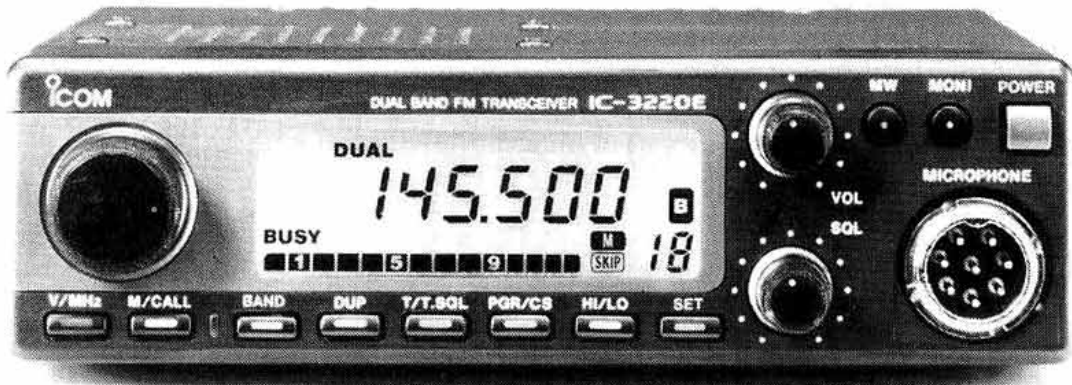 ICOM
DUAL BAND FM TRANSCEIVER IC-3220E
MW MONI POWER
DUAL
145.500
B
MICROPHONE
VOL
SQL
BUSY
M
SKIP
18
1 5 9
V/MHz M/CALL BAND DUP T/T.SQL PGR/CS HI/LO SET